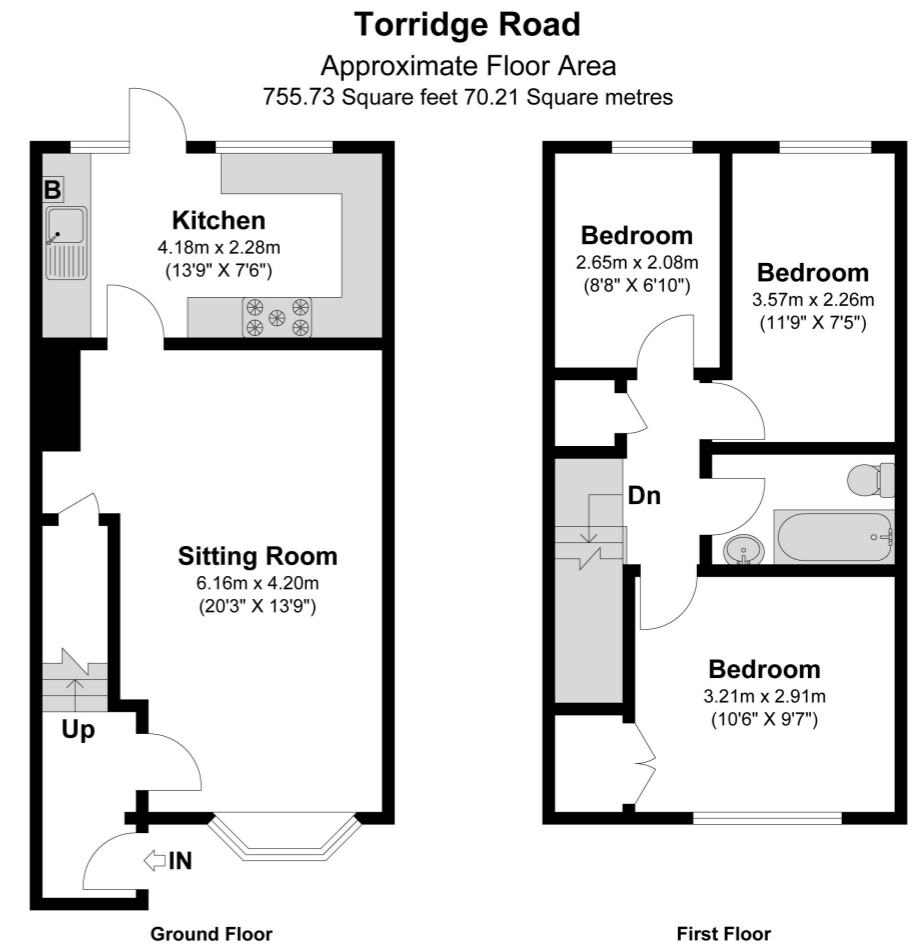 Torridge Road
Approximate Floor Area
755.73 Square feet 70.21 Square metres
B
Kitchen
4.18m x 2.28m
(13'9" X 7'6")
Sitting Room
6.16m x 4.20m
(20'3" X 13'9")
Up
IN
Ground Floor
Bedroom
2.65m x 2.08m
(8'8" X 6'10")
Bedroom
3.57m x 2.26m
(11'9" X 7'5")
Dn
Bedroom
3.21m x 2.91m
(10'6" X 9'7")
First Floor